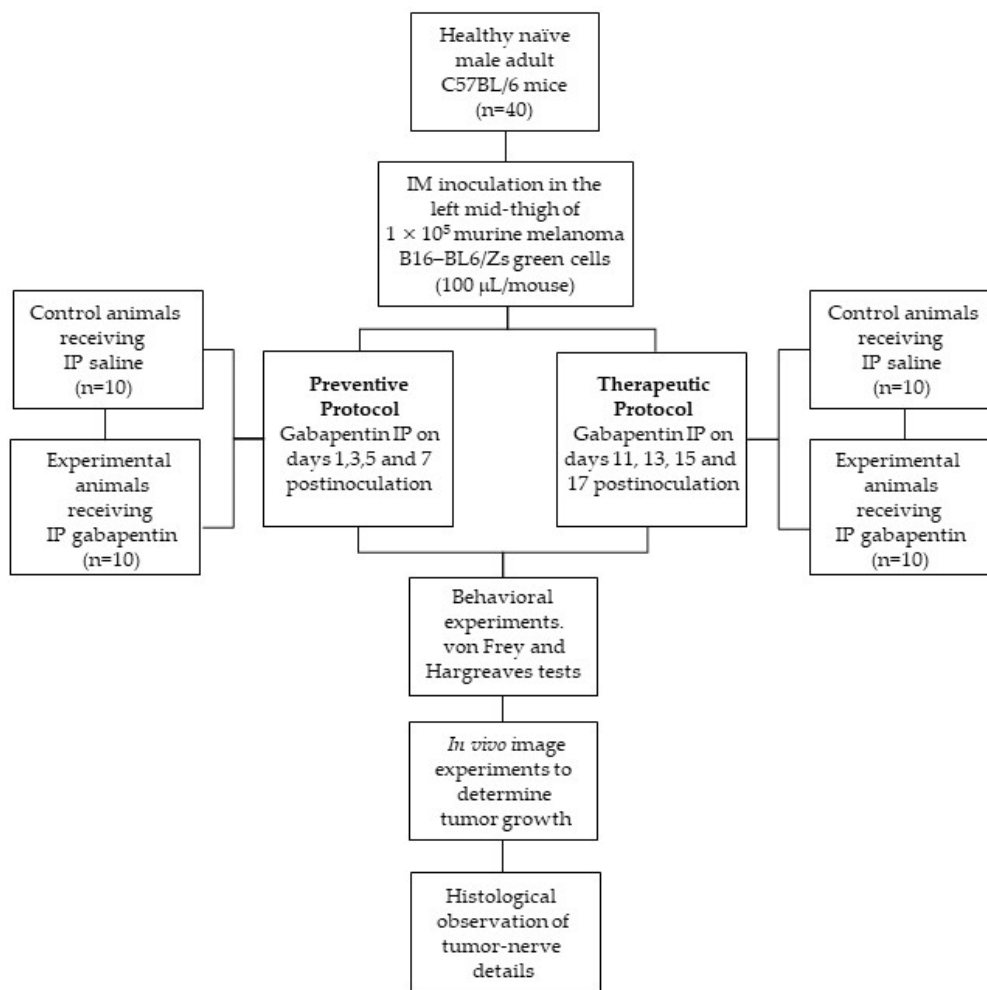 Healthy naïve
male adult
C57BL/6 mice
(n=40)
IM inoculation in the
left mid-thigh of
1 × 10⁵ murine melanoma
B16–BL6/Zs green cells
(100 μL/mouse)
Control animals
receiving
IP saline
(n=10)
Experimental
animals
receiving
IP gabapentin
(n=10)
Preventive
Protocol
Gabapentin IP on
days 1,3,5 and 7
postinoculation
Therapeutic
Protocol
Gabapentin IP on
days 11, 13, 15 and
17 postinoculation
Control animals
receiving
IP saline
(n=10)
Experimental
animals
receiving
IP gabapentin
(n=10)
Behavioral
experiments.
von Frey and
Hargreaves tests
In vivo image
experiments to
determine
tumor growth
Histological
observation of
tumor-nerve
details